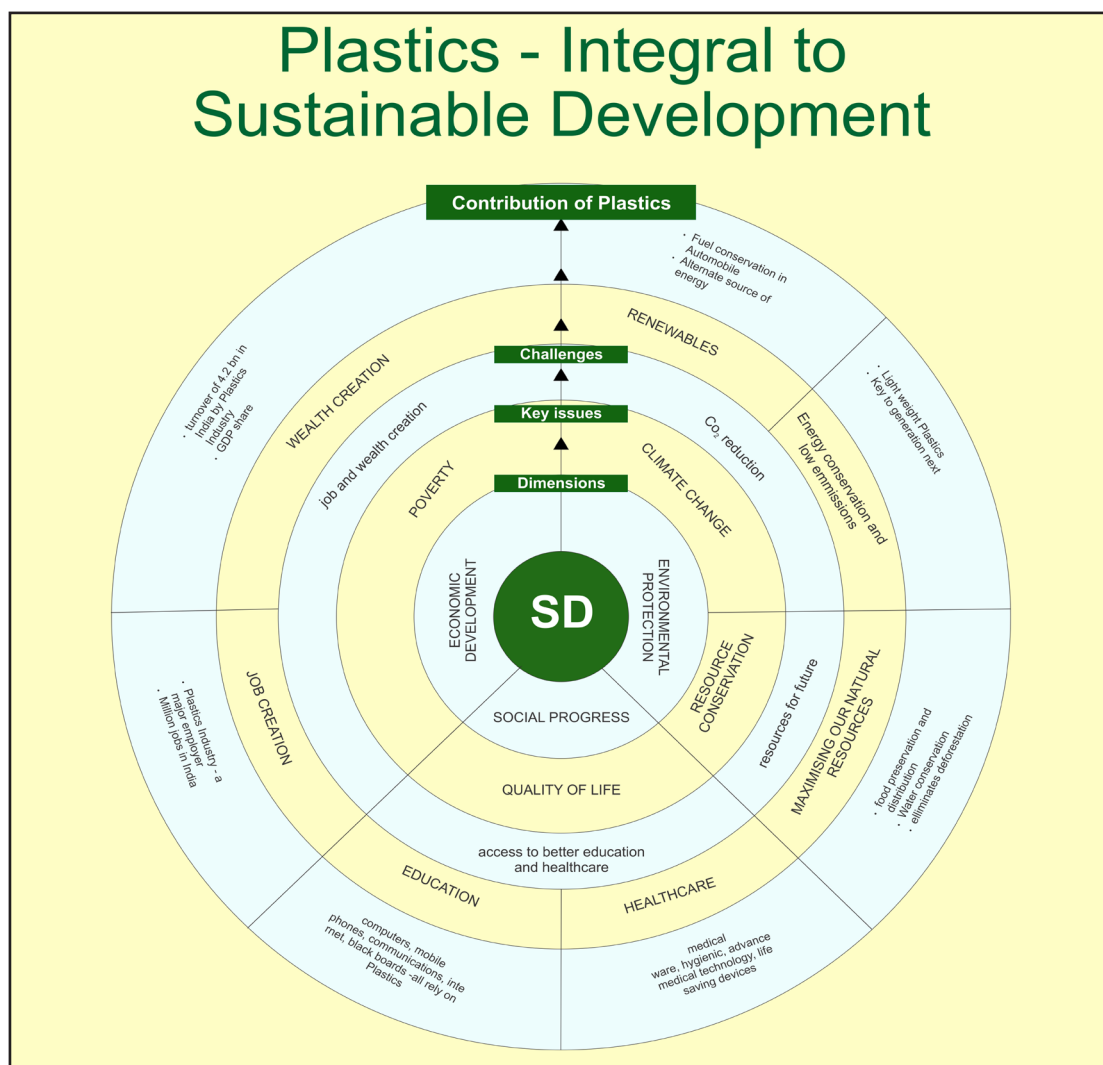 Plastics - Integral to
Sustainable Development
Contribution of Plastics
· Fuel conservation in
Automobile
· Alternate source of
energy
RENEWABLES
Challenges
WEALTH CREATION
· turnover of 4.2 bn in
India by Plastics
Industry
· GDP share
· Light weight Plastics
· Key to generation next
Key issues
job and wealth creation
Co₂ reduction
Energy conservation and
low emmissions
POVERTY
CLIMATE CHANGE
Dimensions
ECONOMIC
DEVELOPMENT
SD
ENVIRONMENTAL
PROTECTION
RESOURCE
CONSERVATION
resources for future
MAXIMISING OUR NATURAL
RESOURCES
JOB CREATION
· Plastics Industry - a
major employer
· Million jobs in India
SOCIAL PROGRESS
· food preservation and
distribution
· Water conservation
· elliminates deforestation
QUALITY OF LIFE
access to better education
and healthcare
EDUCATION
HEALTHCARE
computers, mobile
phones, communications, inte
rnet, black boards -all rely on
Plastics
medical
ware, hygienic, advance
medical technology, life
saving devices